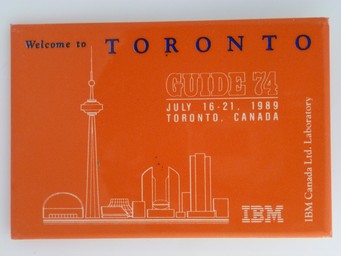 Welcome to TORONTO
GUIDE 74
JULY 16-21, 1989
TORONTO, CANADA
IBM
IBM Canada Ltd. Laboratory